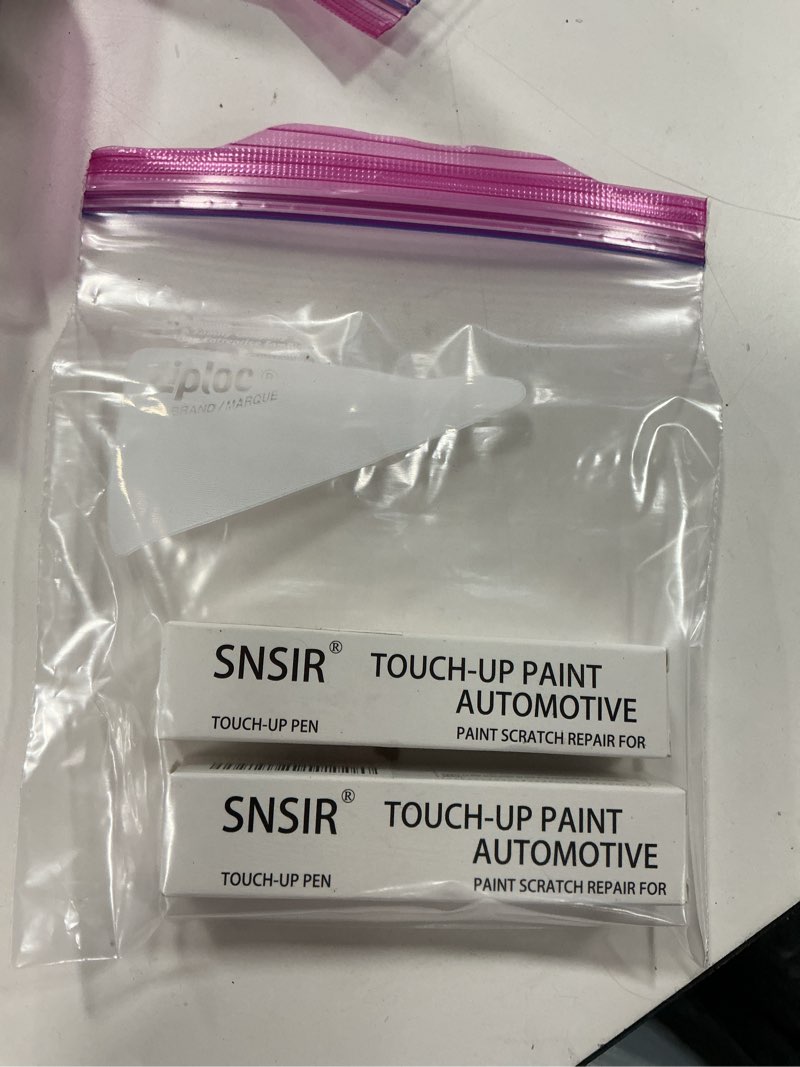 ziploc®
BRAND / MARQUE
SNSIR® TOUCH-UP PAINT
AUTOMOTIVE
TOUCH-UP PEN PAINT SCRATCH REPAIR FOR
SNSIR® TOUCH-UP PAINT
AUTOMOTIVE
TOUCH-UP PEN PAINT SCRATCH REPAIR FOR